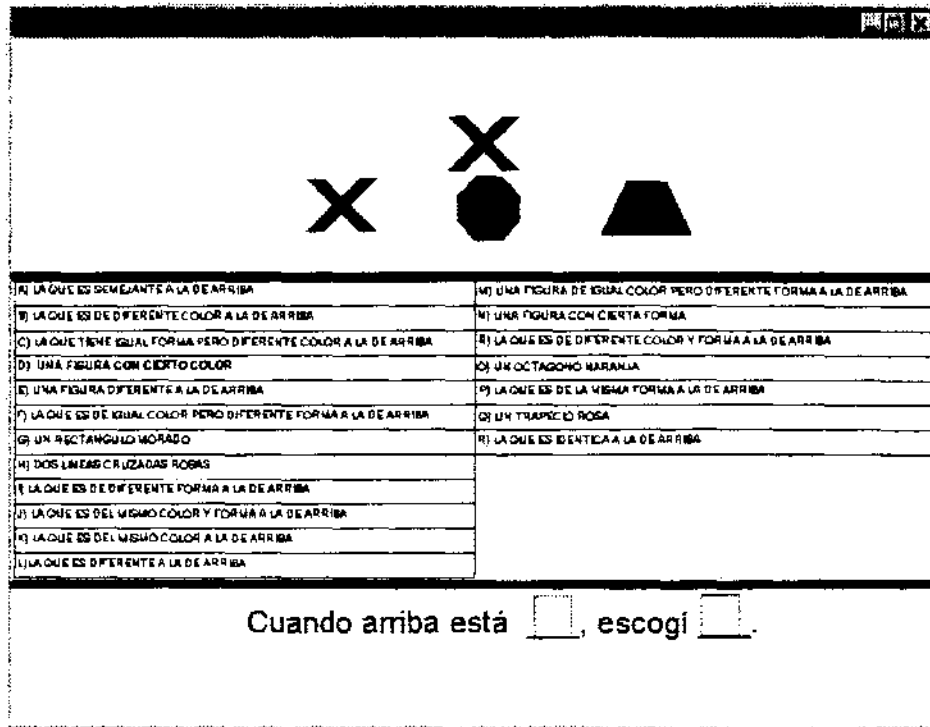 A) LA QUE ES SEMEJANTE A LA DE ARRIBA
B) LA QUE ES DE DIFERENTE COLOR A LA DE ARRIBA
C) LA QUE TIENE IGUAL FORMA PERO DIFERENTE COLOR A LA DE ARRIBA
D) UNA FIGURA CON CIERTO COLOR
E) UNA FIGURA DIFERENTE A LA DE ARRIBA
F) LA QUE ES DE IGUAL COLOR PERO DIFERENTE FORMA A LA DE ARRIBA
G) UN RECTANGULO MORADO
H) DOS LINEAS CRUZADAS ROSAS
I) LA QUE ES DE DIFERENTE FORMA A LA DE ARRIBA
J) LA QUE ES DEL MISMO COLOR Y FORMA A LA DE ARRIBA
K) LA QUE ES DEL MISMO COLOR A LA DE ARRIBA
L) LA QUE ES DIFERENTE A LA DE ARRIBA
M) UNA FIGURA DE IGUAL COLOR PERO DIFERENTE FORMA A LA DE ARRIBA
N) UNA FIGURA CON CIERTA FORMA
LA QUE ES DE DIFERENTE COLOR Y FORMA A LA DE ARRIBA
O) UN OCTAGONO NARANJA
P) LA QUE ES DE LA MISMA FORMA A LA DE ARRIBA
Q) UN TRAPECIO ROSA
R) LA QUE ES IDENTICA A LA DE ARRIBA
Cuando arriba está , escogí .